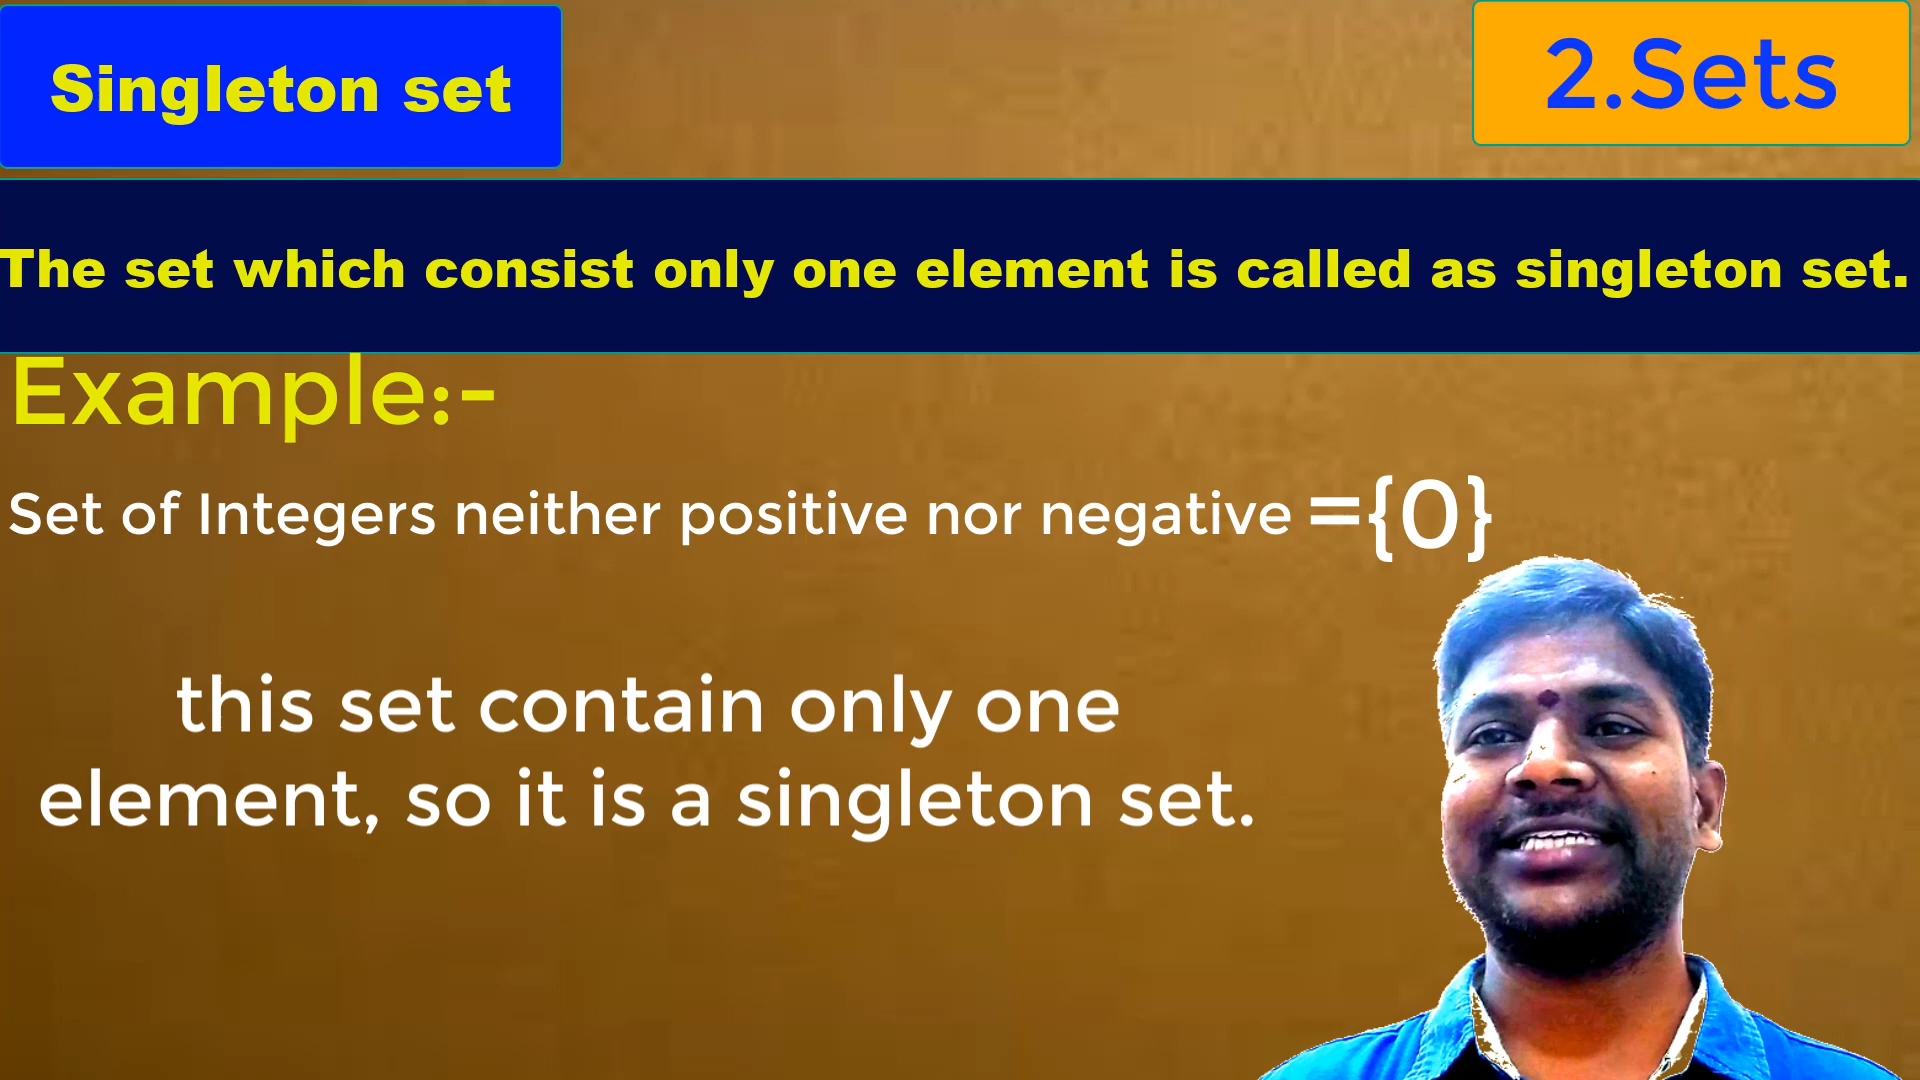 Singleton set
2.Sets
The set which consist only one element is called as singleton set.
Example:-
Set of Integers neither positive nor negative ={0}
this set contain only one
element, so it is a singleton set.